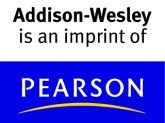 Addison-Wesley
is an imprint of
PEARSON